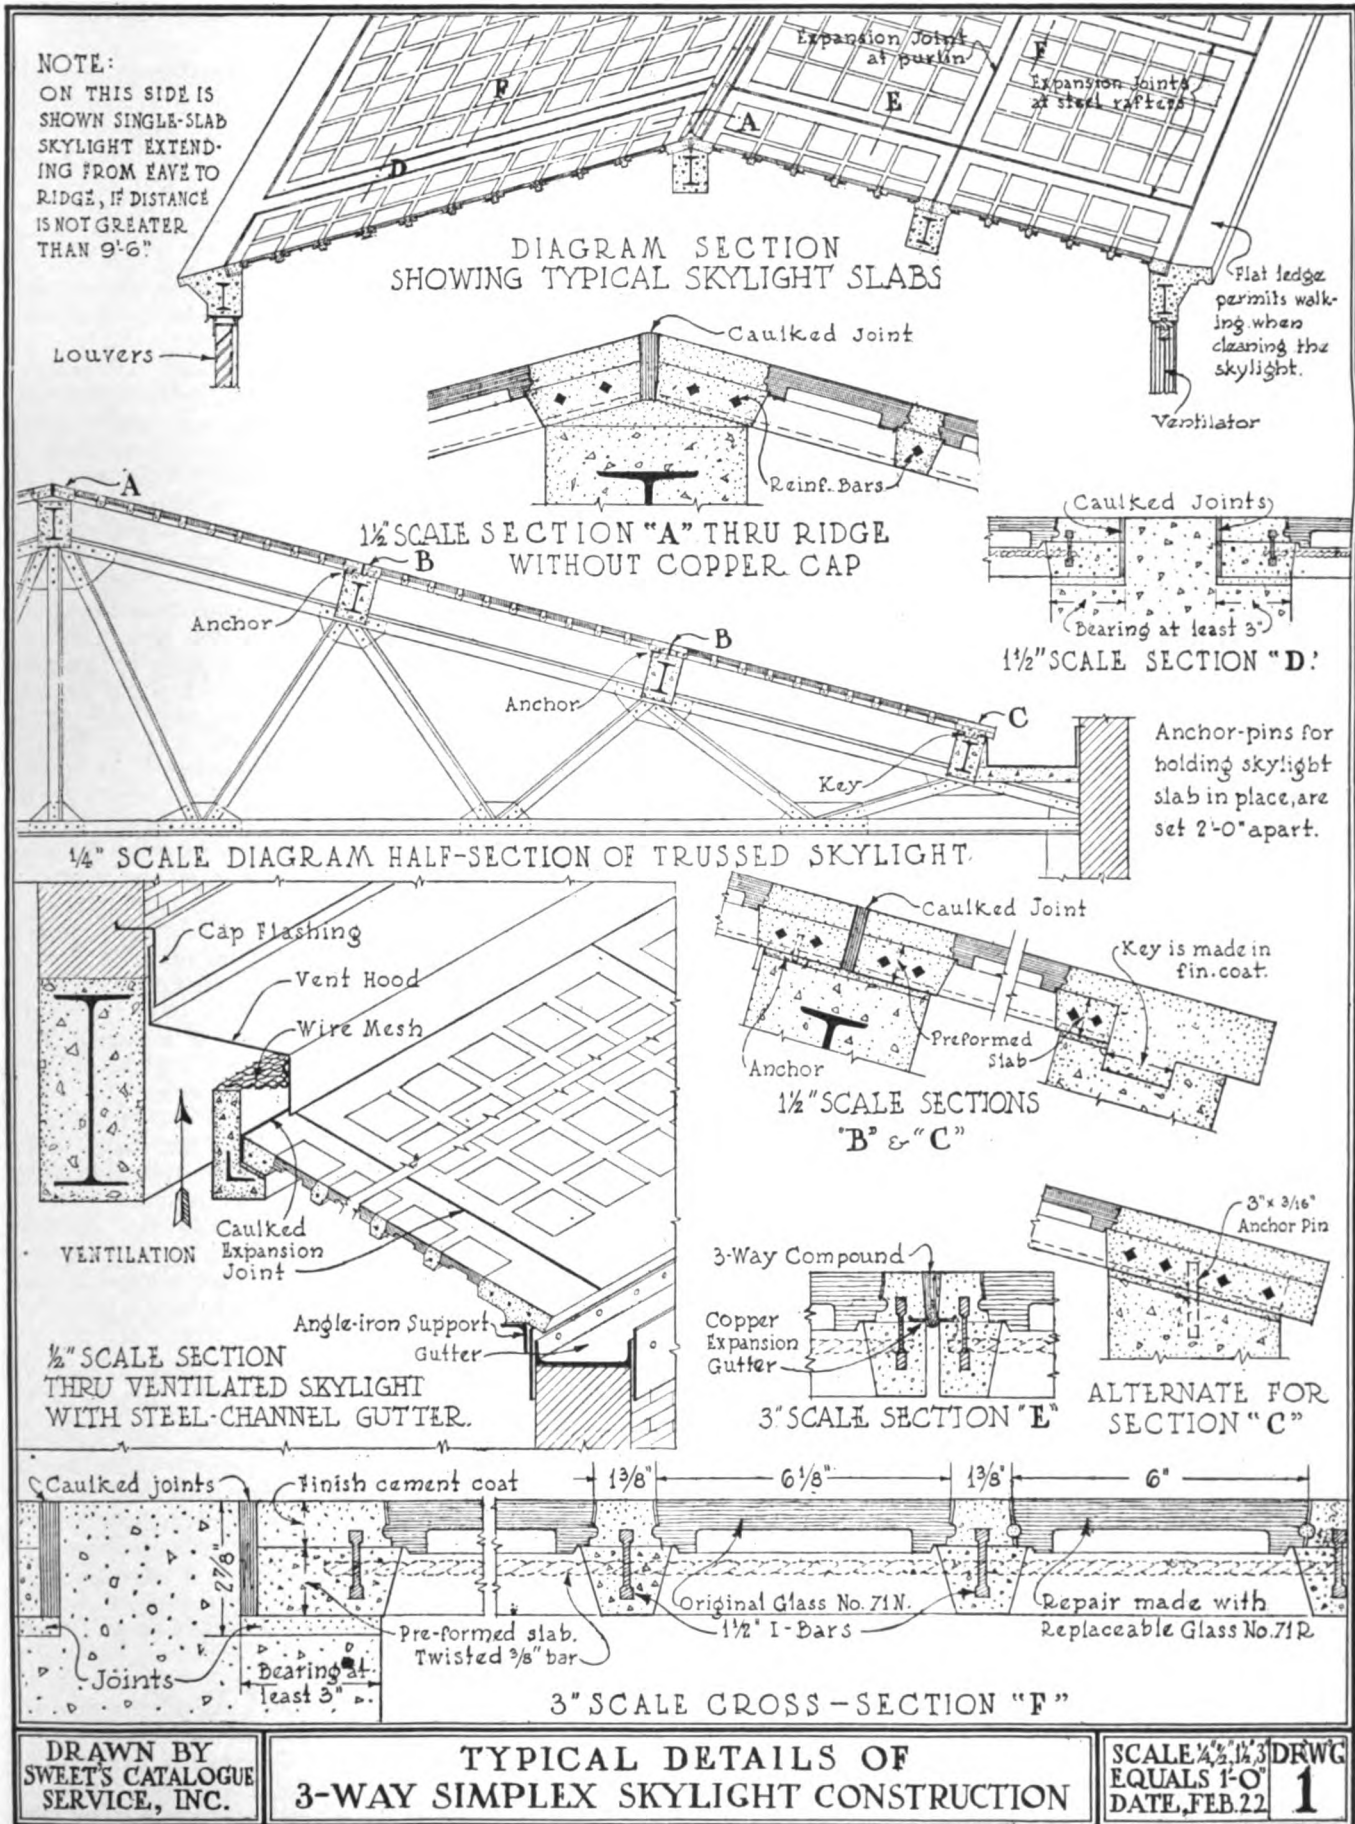 NOTE:
ON THIS SIDE IS
SHOWN SINGLE-SLAB
SKYLIGHT EXTEND-
ING FROM EAVE TO
RIDGE, IF DISTANCE
IS NOT GREATER
THAN 9'-6".
F
D
A
Expansion Joint
at purlin
E
F
Expansion Joints
at steel rafters
DIAGRAM SECTION
SHOWING TYPICAL SKYLIGHT SLABS
Louvers
Flat ledge
permits walk-
ing when
cleaning the
skylight.
Ventilator
Caulked Joint
Reinf. Bars
1½" SCALE SECTION "A" THRU RIDGE
WITHOUT COPPER CAP
Caulked Joints
Bearing at least 3"
1½" SCALE SECTION "D."
A
B
Anchor
B
Anchor
C
Key
Anchor-pins for
holding skylight
slab in place, are
set 2'-0" apart.
¼" SCALE DIAGRAM HALF-SECTION OF TRUSSED SKYLIGHT.
Cap Flashing
Vent Hood
Wire Mesh
VENTILATION
Caulked
Expansion
Joint
Angle-iron Support
Gutter
½" SCALE SECTION
THRU VENTILATED SKYLIGHT
WITH STEEL-CHANNEL GUTTER.
Caulked Joint
Key is made in
fin. coat.
Preformed
Slab
Anchor
1½" SCALE SECTIONS
"B" & "C"
3-Way Compound
Copper
Expansion
Gutter
3" SCALE SECTION "E"
3" x 3/16"
Anchor Pin
ALTERNATE FOR
SECTION "C"
Caulked joints
Finish cement coat
1⅜"
6⅛"
1⅜"
6"
2⅞"
Joints
Bearing at
least 3"
Pre-formed slab.
Twisted ⅜" bar
Original Glass No. 71N.
1½" I-Bars
Repair made with
Replaceable Glass No. 71R
3" SCALE CROSS-SECTION "F"
DRAWN BY
SWEET'S CATALOGUE
SERVICE, INC.
TYPICAL DETAILS OF
3-WAY SIMPLEX SKYLIGHT CONSTRUCTION
SCALE ¼",½",1½",3"
EQUALS 1'-0"
DATE, FEB. 22
DRWG
1